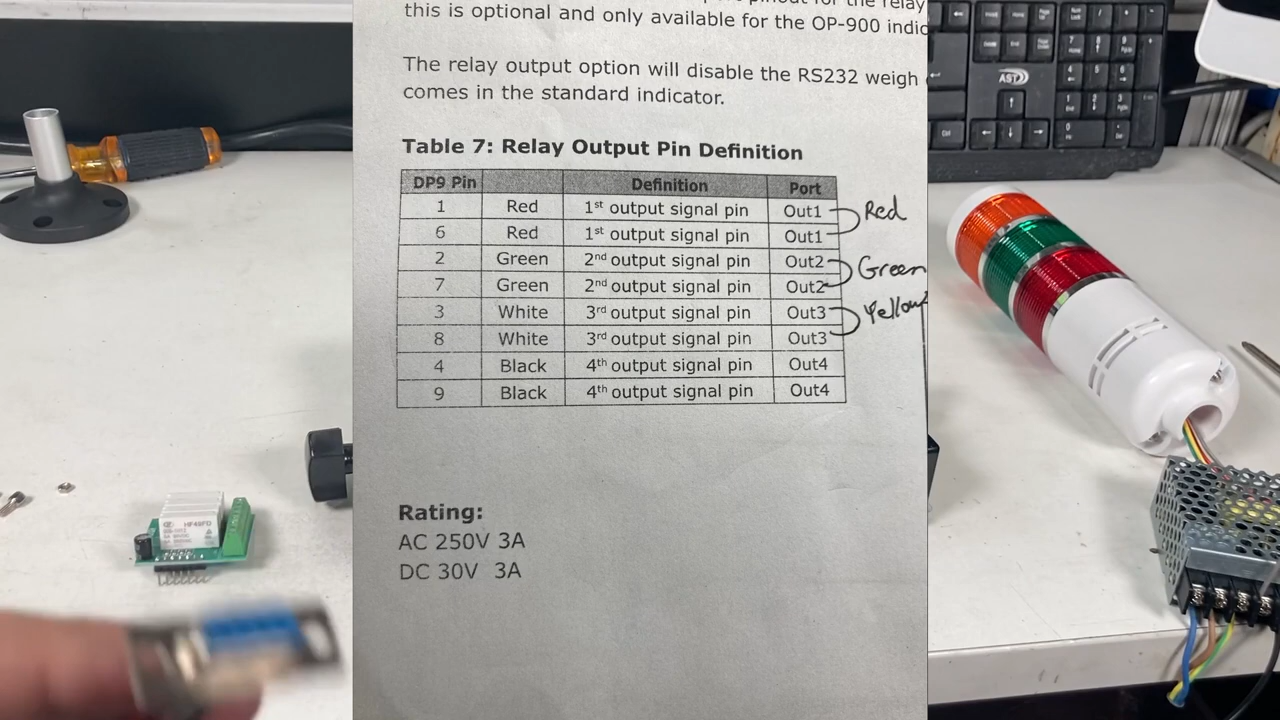 this is optional and only available for the OP-900
The relay output option will disable the RS232 weigh
comes in the standard indicator.
Table 7: Relay Output Pin Definition
DP9 Pin Definition Port
1 Red 1st output signal pin Out1
6 Red 1st output signal pin Out1
2 Green 2nd output signal pin Out2
7 Green 2nd output signal pin Out2
3 White 3rd output signal pin Out3
8 White 3rd output signal pin Out3
4 Black 4th output signal pin Out4
9 Black 4th output signal pin Out4
Red
Green
Yellow
Rating:
AC 250V 3A
DC 30V 3A
AST
HF49FD